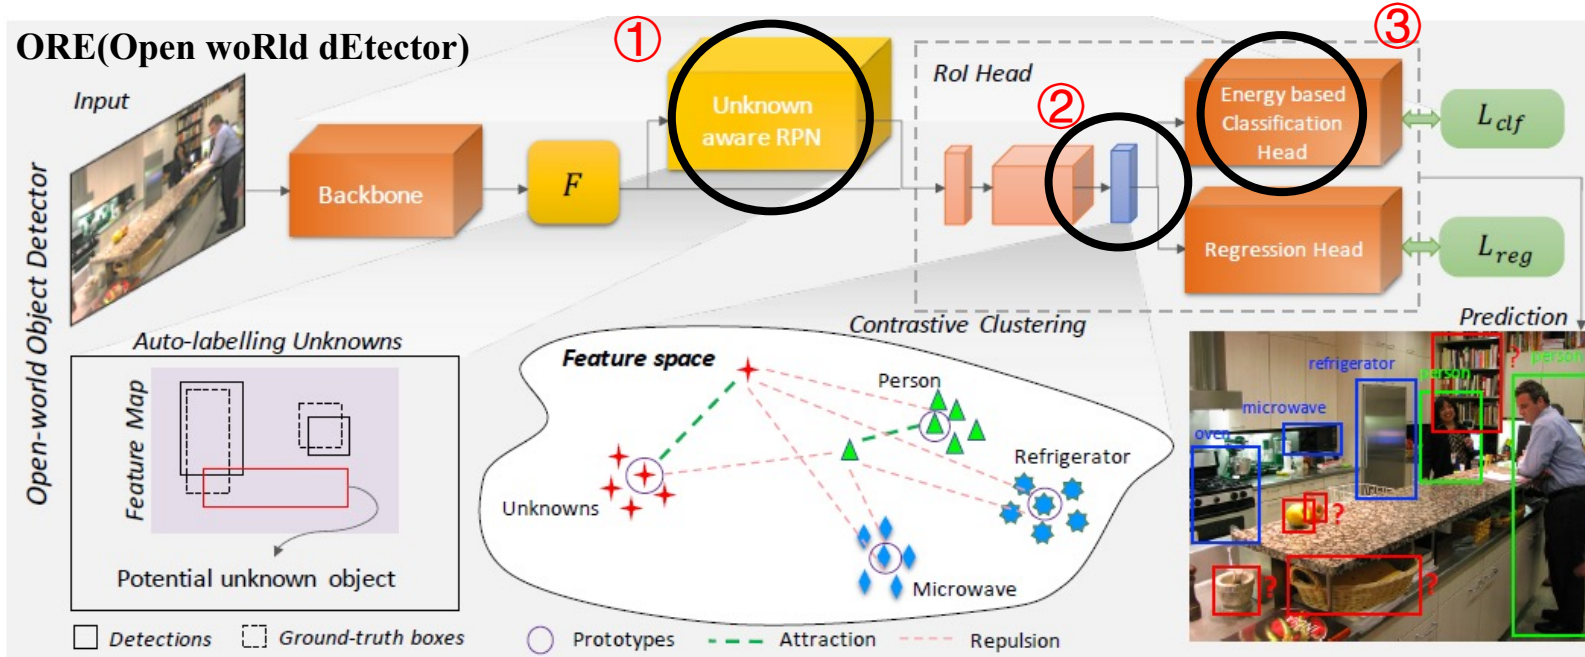 ORE(Open woRld dEtector)
①
③
Input
Unknown
aware RPN
RoI Head
②
Energy based
Classification
Head
L_clf
Backbone
F
Open-world Object Detector
Regression Head
L_reg
Auto-labelling Unknowns
Contrastive Clustering
Prediction
Feature Map
Feature space
Person
Refrigerator
Unknowns
Microwave
Potential unknown object
refrigerator
person
person
microwave
oven
?
?
?
?
Detections
Ground-truth boxes
Prototypes
Attraction
Repulsion